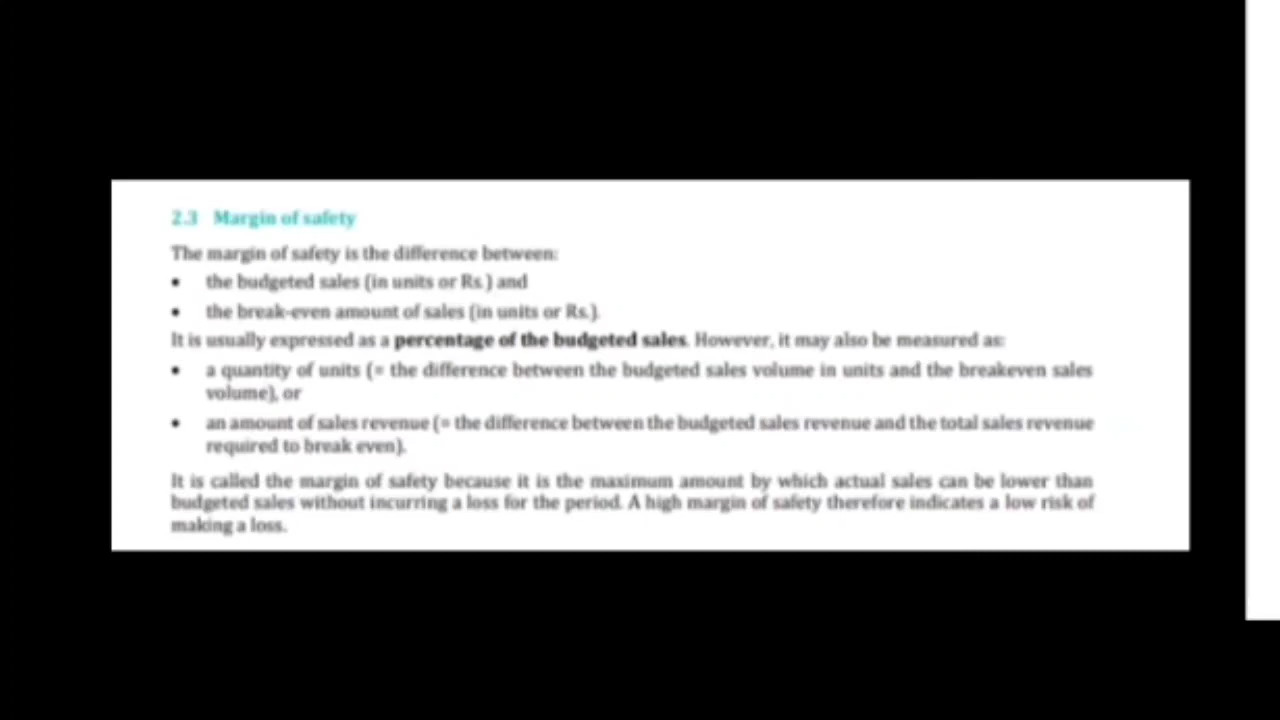 2.3 Margin of safety
The margin of safety is the difference between:
• the budgeted sales (in units or Rs.) and
• the break-even amount of sales (in units or Rs.).
It is usually expressed as a percentage of the budgeted sales. However, it may also be measured as:
• a quantity of units (= the difference between the budgeted sales volume in units and the breakeven sales
volume), or
• an amount of sales revenue (= the difference between the budgeted sales revenue and the total sales revenue
required to break even).
It is called the margin of safety because it is the maximum amount by which actual sales can be lower than
budgeted sales without incurring a loss for the period. A high margin of safety therefore indicates a low risk of
making a loss.